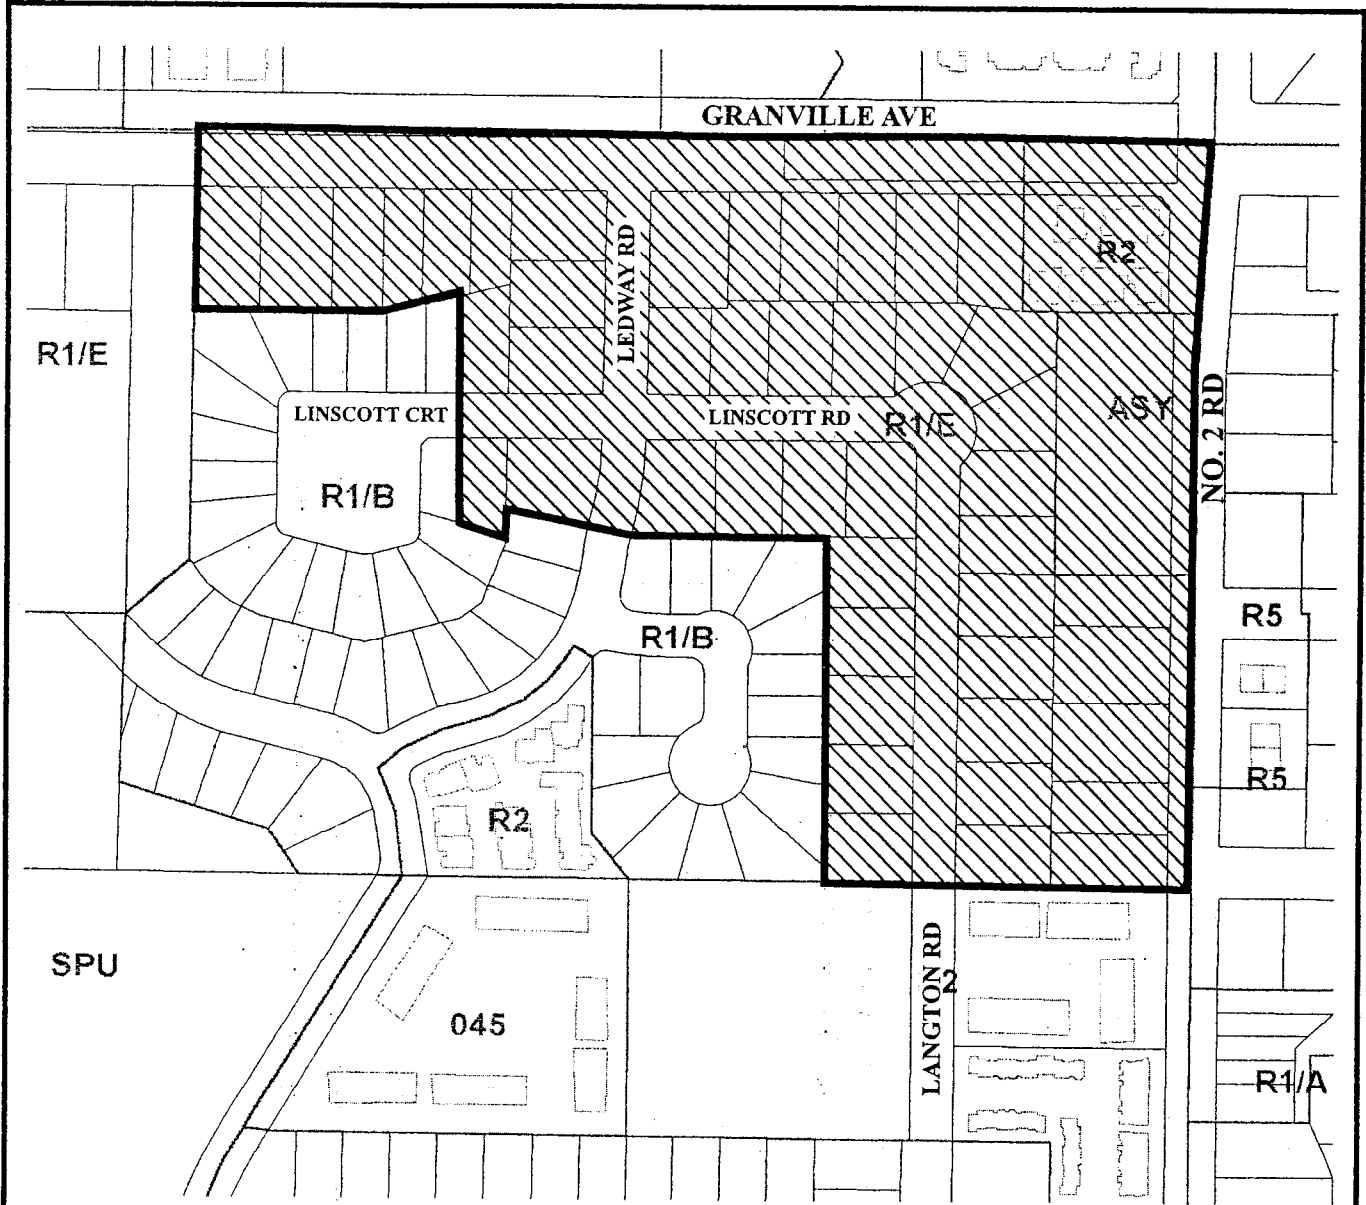 GRANVILLE AVE
LEDWAY RD
R2
R1/E
LINSCOTT CRT
LINSCOTT RD
R1/E
ASY
NO. 2 RD
R1/B
R1/B
R5
R5
R2
SPU
045
LANGTON RD
2
R1/A